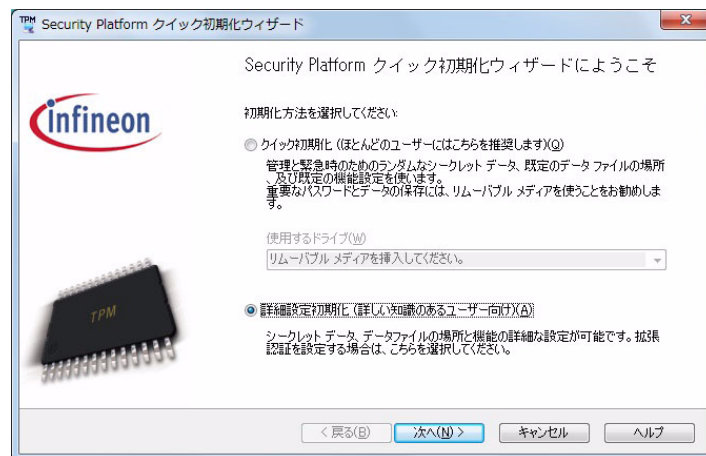 Security Platform クイック初期化ウィザード
Security Platform クイック初期化ウィザードにようこそ
infineon
初期化方法を選択してください:
クイック初期化 (ほとんどのユーザーにはこちらを推奨します)(Q)
管理と緊急時のためのランダムなシークレット データ、既定のデータ ファイルの場所
、及び既定の機能設定を使います。
重要なパスワードとデータの保存には、リムーバブル メディアを使うことをお勧めしま
す。
使用するドライブ(W)
リムーバブル メディアを挿入してください。
TPM
詳細設定初期化 (詳しい知識のあるユーザー向け)(A)
シークレット データ、データファイルの場所と機能の詳細な設定が可能です。拡張
認証を設定する場合は、こちらを選択してください。
< 戻る(B)
次へ(N) >
キャンセル
ヘルプ